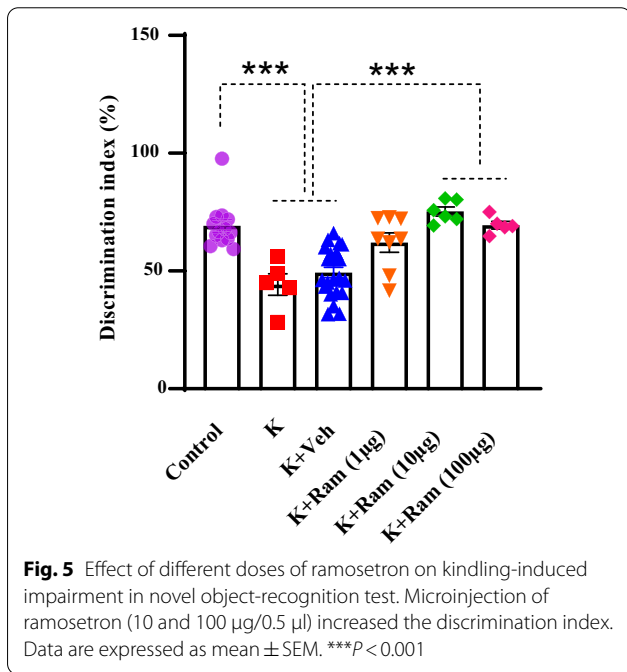 150
100
50
0
Discrimination index (%)
***
***
Control
K
K+Veh
K+Ram (1µg)
K+Ram (10µg)
K+Ram (100µg)
Fig. 5 Effect of different doses of ramosetron on kindling-induced
impairment in novel object-recognition test. Microinjection of
ramosetron (10 and 100 µg/0.5 µl) increased the discrimination index.
Data are expressed as mean ± SEM. ***P < 0.001